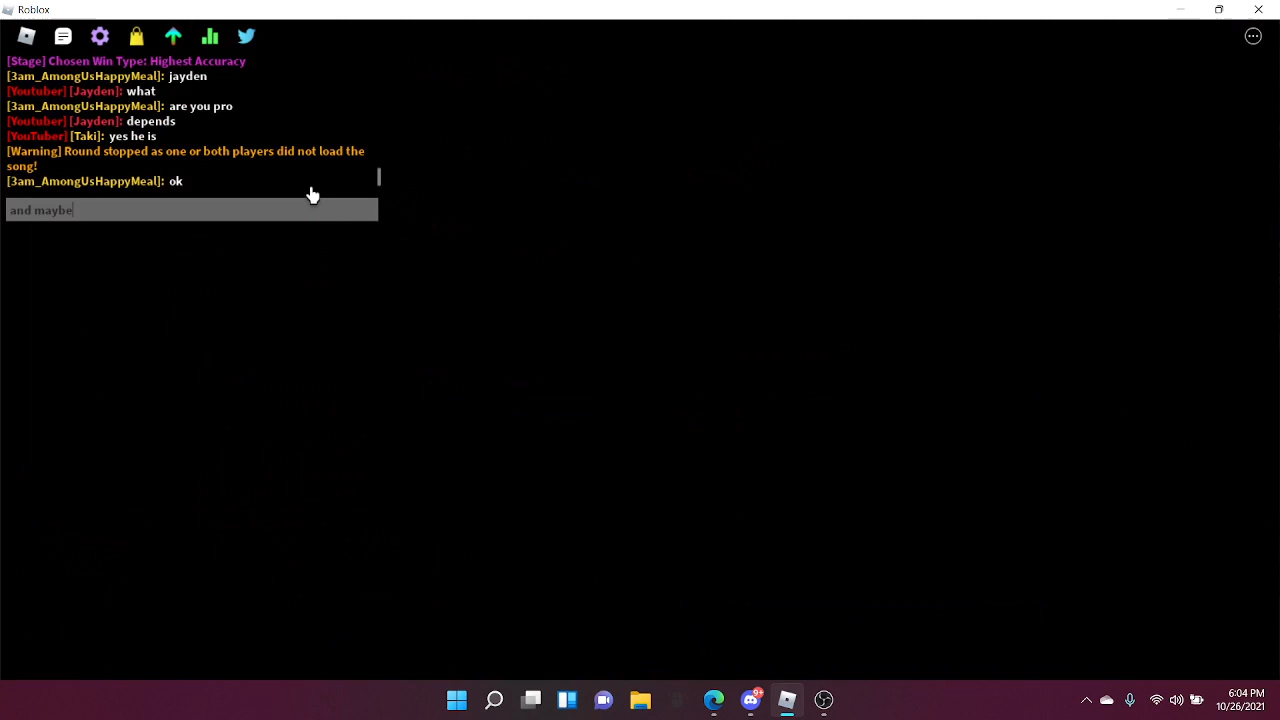 Roblox
[Stage] Chosen Win Type: Highest Accuracy
[3am_AmongUsHappyMeal]: jayden
[Youtuber] [Jayden]: what
[3am_AmongUsHappyMeal]: are you pro
[Youtuber] [Jayden]: depends
[YouTuber] [Taki]: yes he is
[Warning] Round stopped as one or both players did not load the
song!
[3am_AmongUsHappyMeal]: ok
and maybe
9+
6:04 PM
10/26/2021